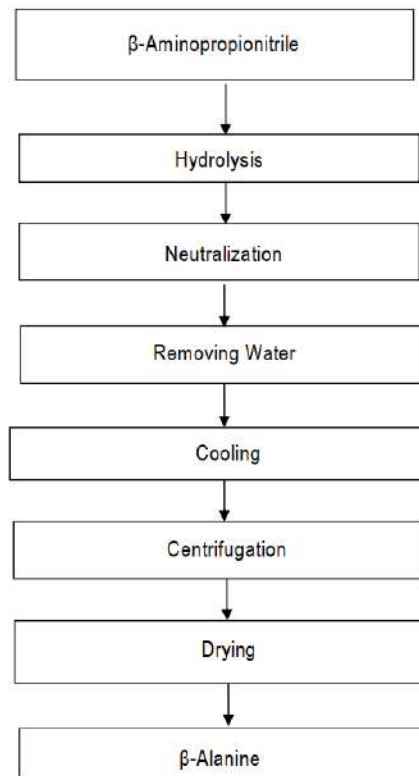 β-Aminopropionitrile
Hydrolysis
Neutralization
Removing Water
Cooling
Centrifugation
Drying
β-Alanine